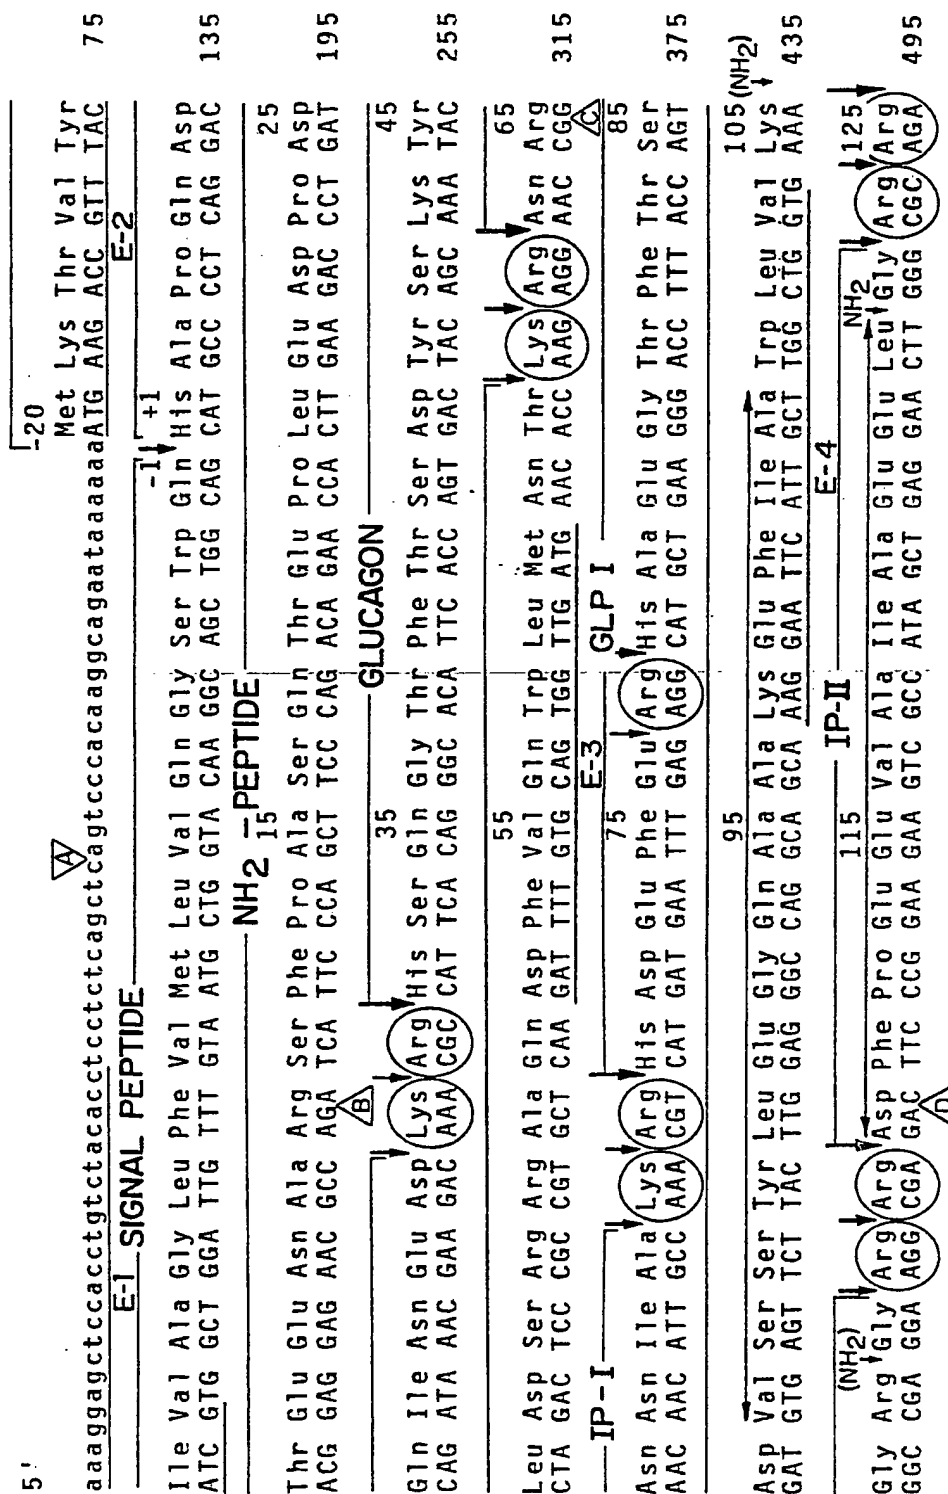 5'
-20
Met Lys Thr Val Tyr
aaaggagctccacctgtctacacctcctctcagctcagtcccacaaggcagaataaaaaaATG AAG ACC GTT TAC 75
A
E-1 SIGNAL PEPTIDE E-2
-1 +1
Ile Val Ala Gly Leu Phe Val Met Leu Val Gln Gly Ser Trp Gln His Ala Pro Gln Asp
ATC GTG GCT GGA TTG TTT GTA ATG CTG GTA CAA GGC AGC TGG CAG CAT GCC CCT CAG GAC 135
NH2-PEPTIDE
15 25
Thr Glu Glu Asn Ala Arg Ser Phe Pro Ala Ser Gln Thr Glu Pro Leu Glu Asp Pro Asp
ACG GAG GAG AAC GCC AGA TCA TTC CCA GCT TCC CAG ACA GAA CCA CTT GAA GAC CCT GAT 195
B
GLUCAGON
35 45
Gln Ile Asn Glu Asp Lys Arg His Ser Gln Gly Thr Phe Thr Ser Asp Tyr Ser Lys Tyr
CAG ATA AAC GAA GAC AAA CGC CAT TCA CAG GGC ACA TTC ACC AGT GAC TAC AGC AAA TAC 255
55 65
Leu Asp Ser Arg Arg Ala Gln Asp Phe Val Gln Trp Leu Met Asn Thr Lys Arg Asn Arg
CTA GAC TCC CGC CGT GCT CAA GAT TTT GTG CAG TGG TTG ATG AAC ACC AAG AGG AAC CGG 315
C
E-3
IP-I GLP I
75 85
Asn Asn Ile Ala Lys Arg His Asp Glu Phe Glu Arg His Ala Glu Gly Thr Phe Thr Ser
AAC AAC ATT GCC AAA CGT CAT GAT GAA TTT GAG AGG CAT GCT GAA GGG ACC TTT ACC AGT 375
95 105 (NH2)
Asp Val Ser Ser Tyr Leu Glu Gly Gln Ala Ala Lys Glu Phe Ile Ala Trp Leu Val Lys
GAT GTG AGT TCT TAC TTG GAG GGC CAG GCA GCA AAG GAA TTC ATT GCT TGG CTG GTG AAA 435
E-4
IP-II
(NH2) 115 NH2 125
Gly Arg Gly Arg Arg Asp Phe Pro Glu Glu Val Ala Ile Ala Glu Glu Leu Gly Arg Arg
GGC CGA GGA AGG CGA GAC TTC CCG GAA GAA GTC GCC ATA GCT GAG GAA CTT GGG CGC AGA 495
D